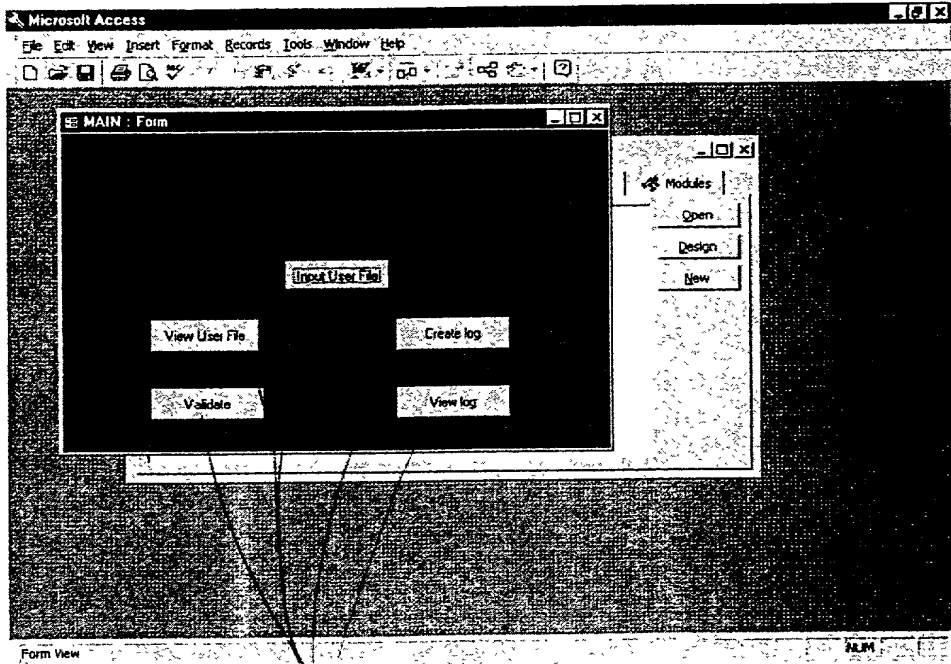 Microsoft Access
File Edit View Insert Format Records Tools Window Help
MAIN : Form
Modules
Open
Design
New
Input User File
View User File
Create log
Validate
View log
Form View
NUM